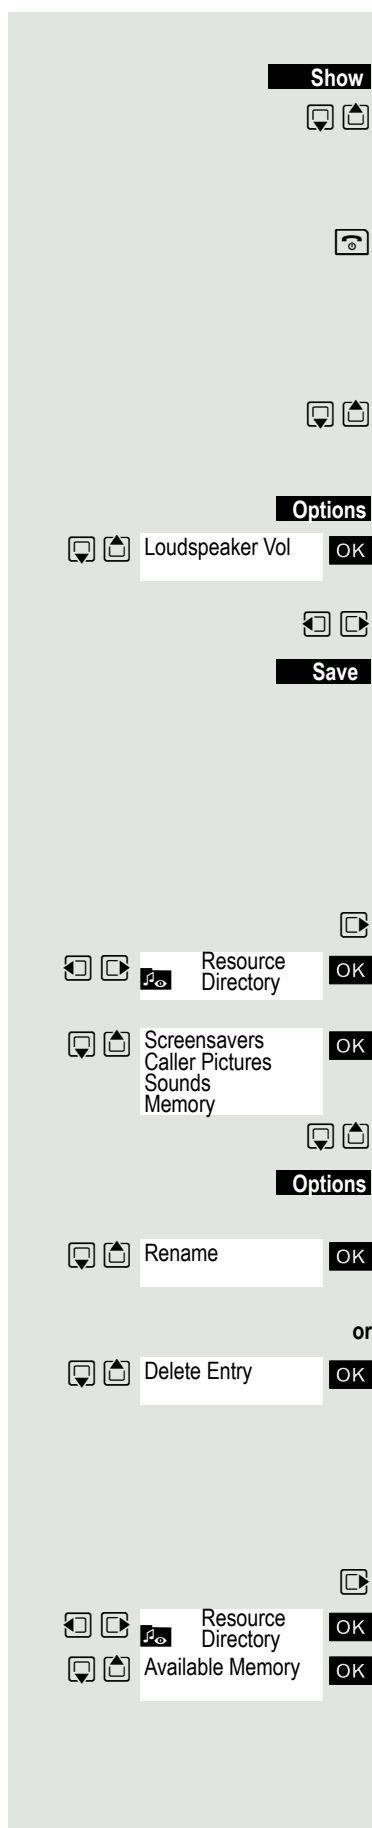 Show
Options
Loudspeaker Vol OK
Save
Resource OK
Directory
Screensavers OK
Caller Pictures
Sounds
Memory
Options
Rename OK
or
Delete Entry OK
Resource OK
Directory
Available Memory OK